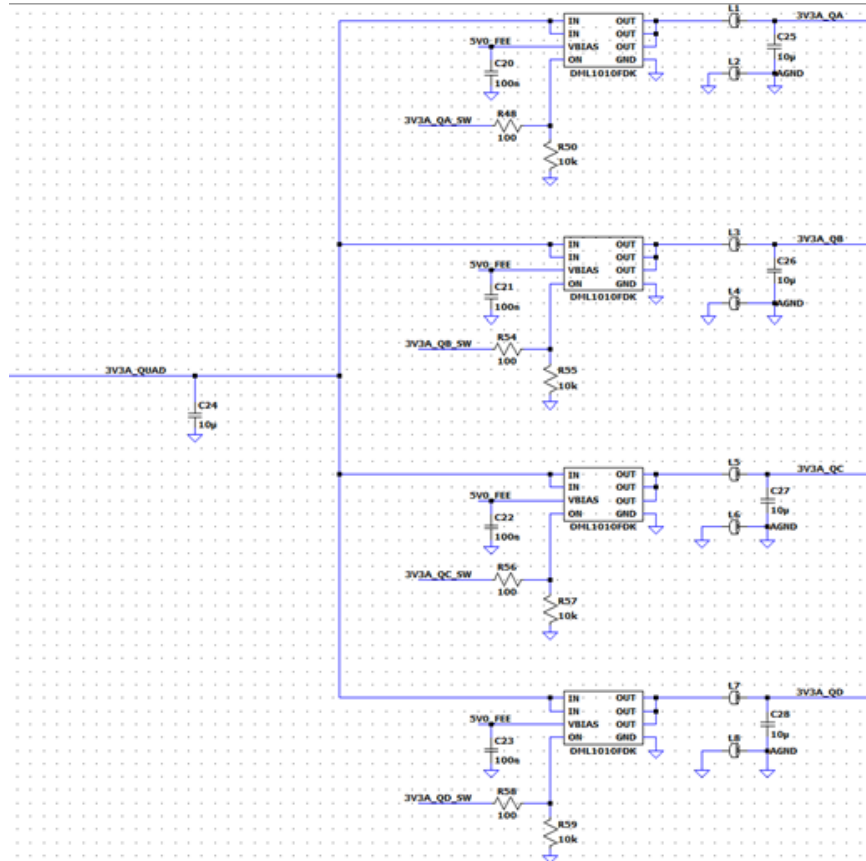 L1
3V3A_QA
IN OUT
IN OUT
5V0_FEE
VBIAS OUT
C25
10µ
C20
100n
ON GND
DML1010FDK
L2
AGND
3V3A_QA_SW
R48
100
R50
10k
L3
3V3A_QB
IN OUT
IN OUT
5V0_FEE
VBIAS OUT
C26
10µ
C21
100n
ON GND
DML1010FDK
L4
AGND
3V3A_QB_SW
R54
100
R55
10k
3V3A_QUAD
C24
10µ
L5
3V3A_QC
IN OUT
IN OUT
5V0_FEE
VBIAS OUT
C27
10µ
C22
100n
ON GND
DML1010FDK
L6
AGND
3V3A_QC_SW
R56
100
R57
10k
L7
3V3A_QD
IN OUT
IN OUT
5V0_FEE
VBIAS OUT
C28
10µ
C23
100n
ON GND
DML1010FDK
L8
AGND
3V3A_QD_SW
R58
100
R59
10k